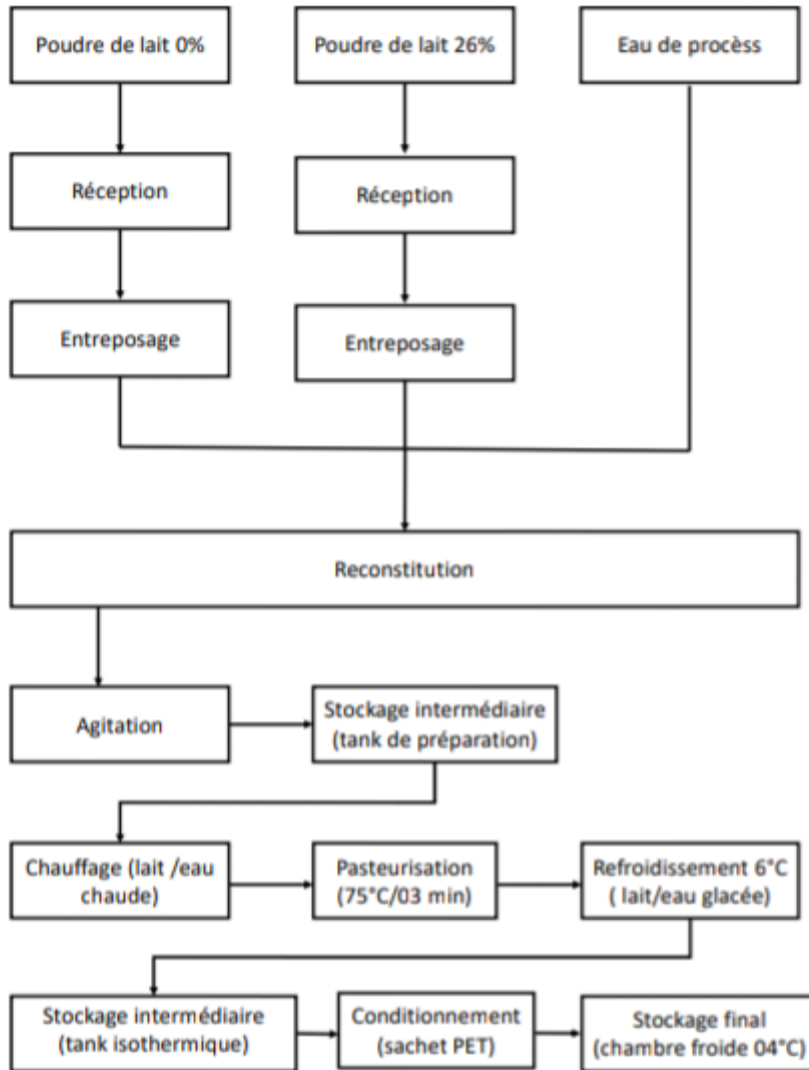 Poudre de lait 0%
Poudre de lait 26%
Eau de procèss
Réception
Réception
Entreposage
Entreposage
Reconstitution
Agitation
Stockage intermédiaire
(tank de préparation)
Chauffage (lait /eau
chaude)
Pasteurisation
(75°C/03 min)
Refroidissement 6°C
( lait/eau glacée)
Stockage intermédiaire
(tank isothermique)
Conditionnement
(sachet PET)
Stockage final
(chambre froide 04°C)